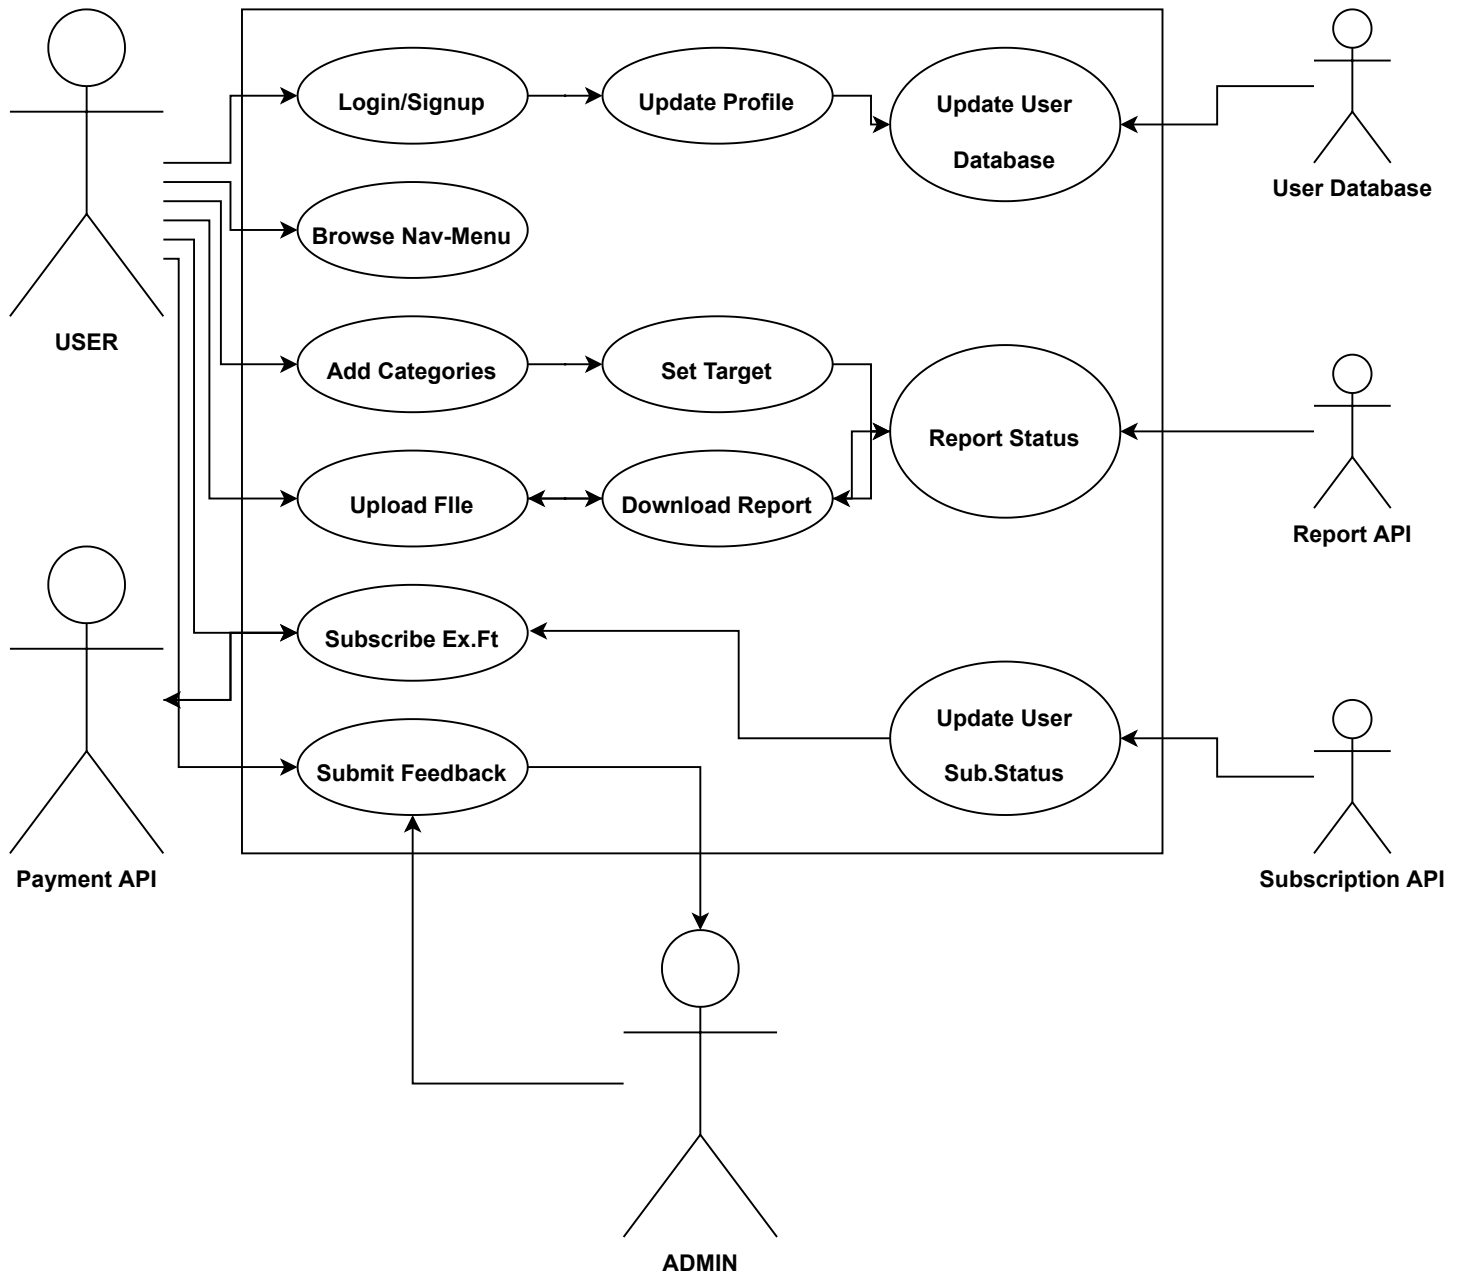 Login/Signup
Update Profile
Update User
Database
User Database
Browse Nav-Menu
USER
Add Categories
Set Target
Report Status
Upload FIle
Download Report
Report API
Subscribe Ex.Ft
Update User
Sub.Status
Submit Feedback
Payment API
Subscription API
ADMIN